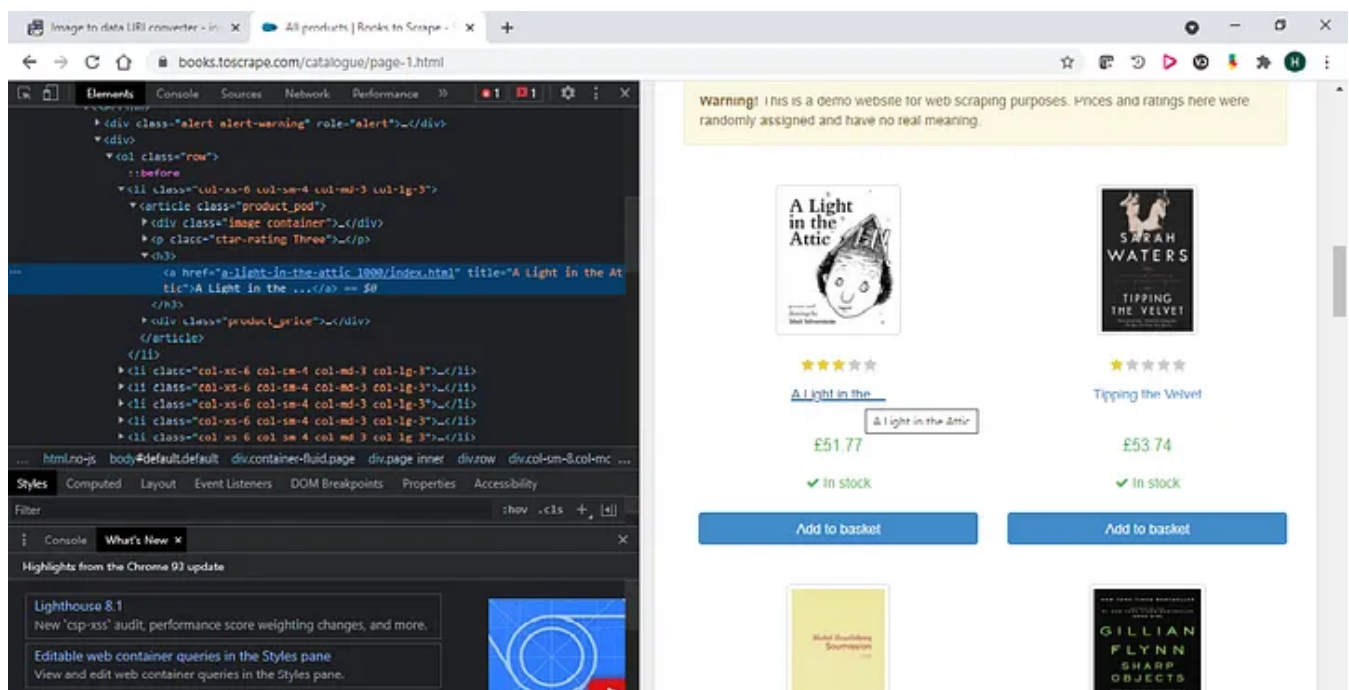 Image to data URI converter - in
All products | Books to Scrape - S
books.toscrape.com/catalogue/page-1.html
H
Elements Console Sources Network Performance » 1 1
<div class="alert alert-warning" role="alert">…</div>
<div>
<ol class="row">
::before
<li class="col-xs-6 col-sm-4 col-md-3 col-lg-3">
<article class="product_pod">
<div class="image container">…</div>
<p class="star-rating Three">…</p>
<h3>
<a href="a-light-in-the-attic_1000/index.html" title="A Light in the At
tic">A Light in the ...</a> == $0
</h3>
<div class="product_price">…</div>
</article>
</li>
<li class="col-xs-6 col-sm-4 col-md-3 col-lg-3">…</li>
<li class="col-xs-6 col-sm-4 col-md-3 col-lg-3">…</li>
<li class="col-xs-6 col-sm-4 col-md-3 col-lg-3">…</li>
<li class="col-xs-6 col-sm-4 col-md-3 col-lg-3">…</li>
<li class="col-xs-6 col-sm-4 col-md-3 col-lg-3">…</li>
... html.no-js body#default.default div.container-fluid.page div.page_inner div.row div.col-sm-8.col-mc ...
Styles Computed Layout Event Listeners DOM Breakpoints Properties Accessibility
Filter :hov .cls +
Console What's New ×
Highlights from the Chrome 93 update
Lighthouse 8.1
New 'csp-xss' audit, performance score weighting changes, and more.
Editable web container queries in the Styles pane
View and edit web container queries in the Styles pane.
Warning! This is a demo website for web scraping purposes. Prices and ratings here were
randomly assigned and have no real meaning.
A Light
in the
Attic
SARAH
WATERS
TIPPING
THE VELVET
A Light in the ...
Tipping the Velvet
A Light in the Attic
£51.77
£53.74
In stock
In stock
Add to basket
Add to basket
Soumission
GILLIAN
FLYNN
SHARP
OBJECTS